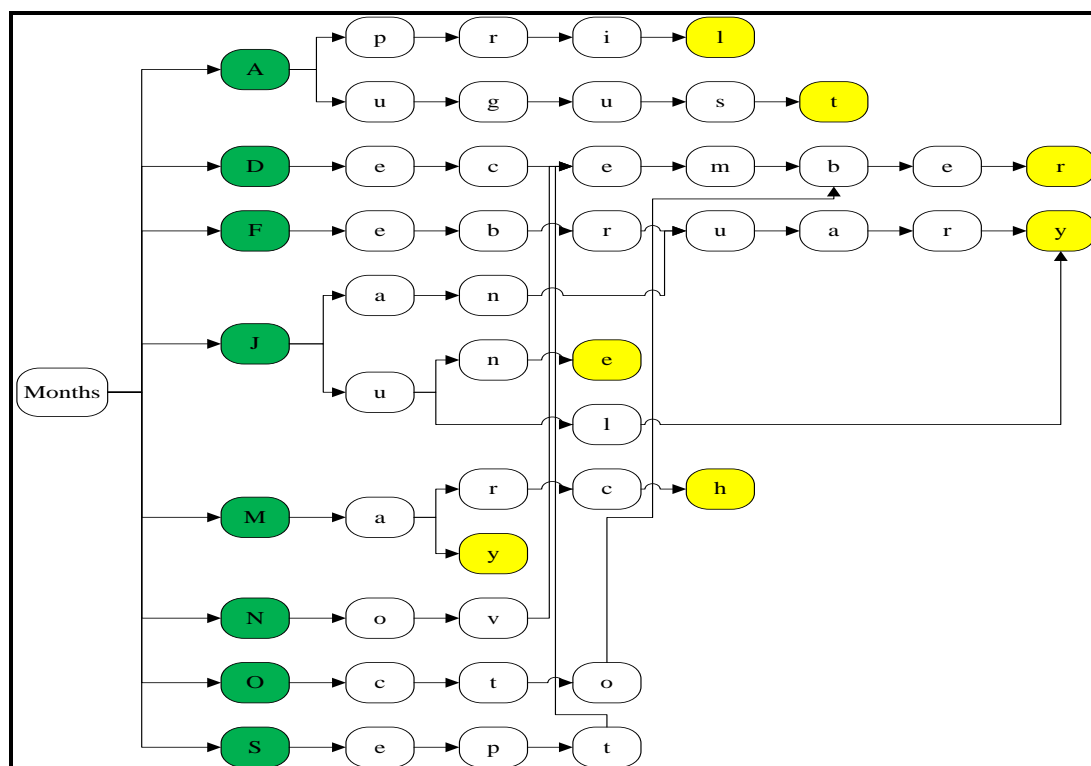 p r i l
A
u g u s t
D e c e m b e r
F e b r u a r y
a n
J
n e
Months
u
l
r c h
M a
y
N o v
O c t o
S e p t